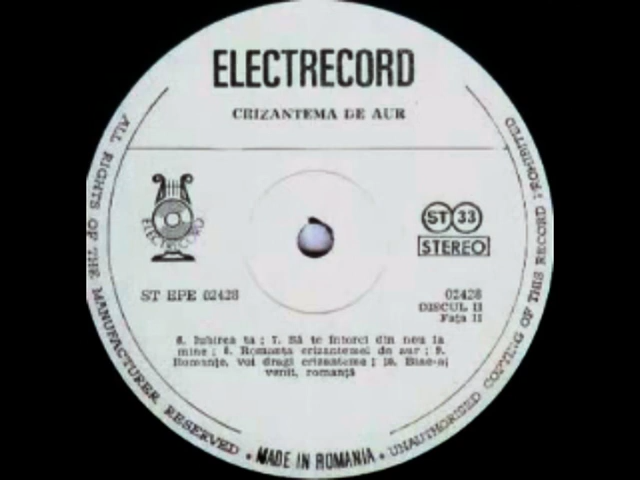 ELECTRECORD
CRIZANTEMA DE AUR
ELECTRECORD
ST 33
STEREO
ST EPE 02428
02428
DISCUL II
Fața II
6. Iubirea ta ; 7. Să te întorci din nou la
mine ; 8. Romanța crizantemei de aur ; 9.
Romanțe, voi dragi crizanteme ; 10. Bine-ai
venit, romanță
ALL RIGHTS OF THE MANUFACTURER RESERVED • MADE IN ROMANIA • UNAUTHORISED COPYING OF THIS RECORD PROHIBITED